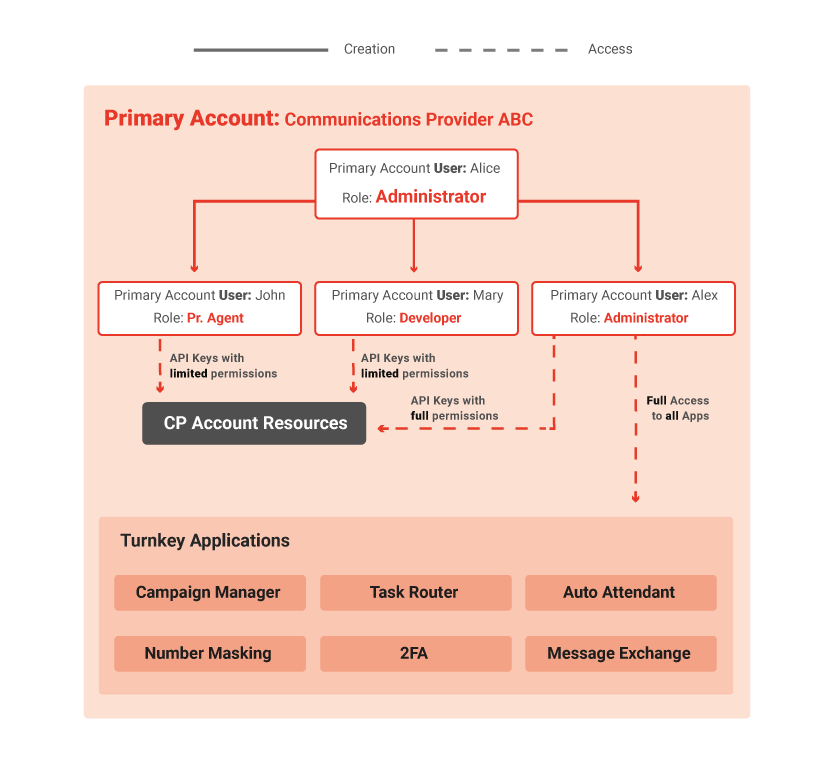 Creation
Access
Primary Account: Communications Provider ABC
Primary Account User: Alice
Role: Administrator
Primary Account User: John
Role: Pr. Agent
Primary Account User: Mary
Role: Developer
Primary Account User: Alex
Role: Administrator
API Keys with
limited permissions
API Keys with
limited permissions
API Keys with
full permissions
Full Access
to all Apps
CP Account Resources
Turnkey Applications
Campaign Manager
Task Router
Auto Attendant
Number Masking
2FA
Message Exchange